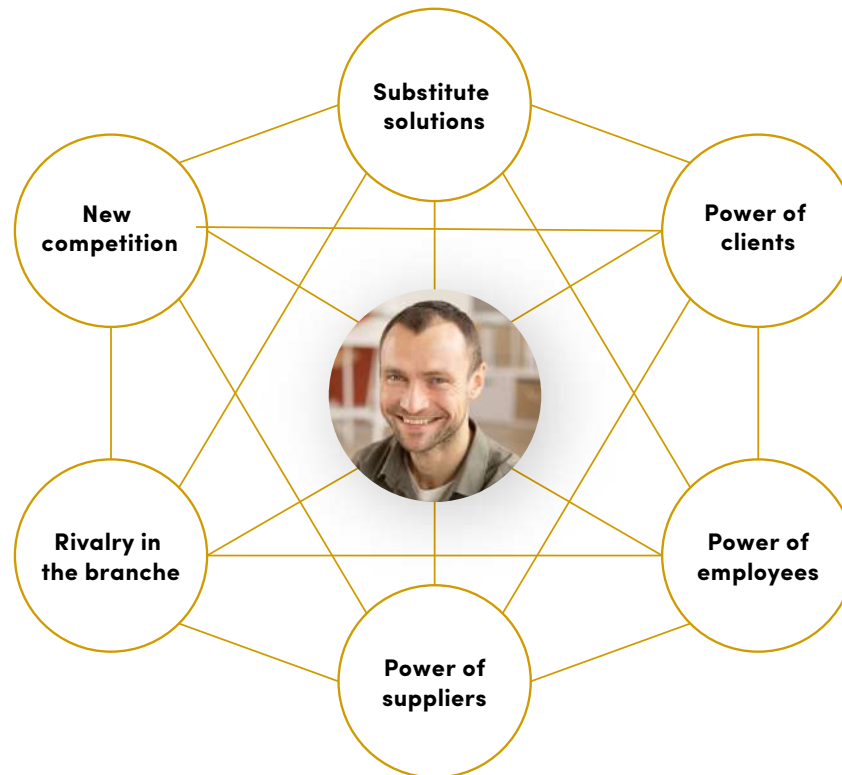 Substitute
solutions
New
competition
Power of
clients
Rivalry in
the branche
Power of
employees
Power of
suppliers